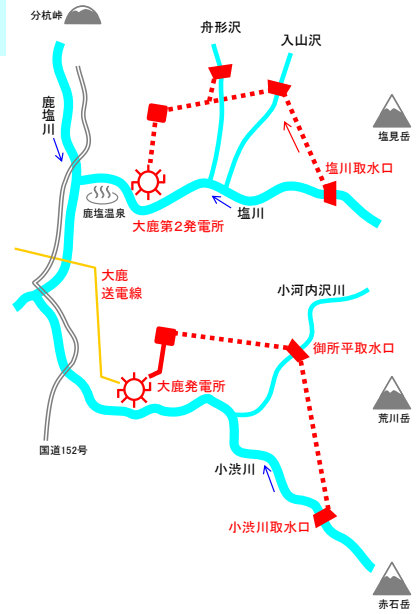 分杭峠
舟形沢
入山沢
鹿塩川
塩見岳
塩川取水口
鹿塩温泉
大鹿第2発電所
塩川
大鹿
送電線
小河内沢川
御所平取水口
大鹿発電所
荒川岳
国道152号
小渋川
小渋川取水口
赤石岳